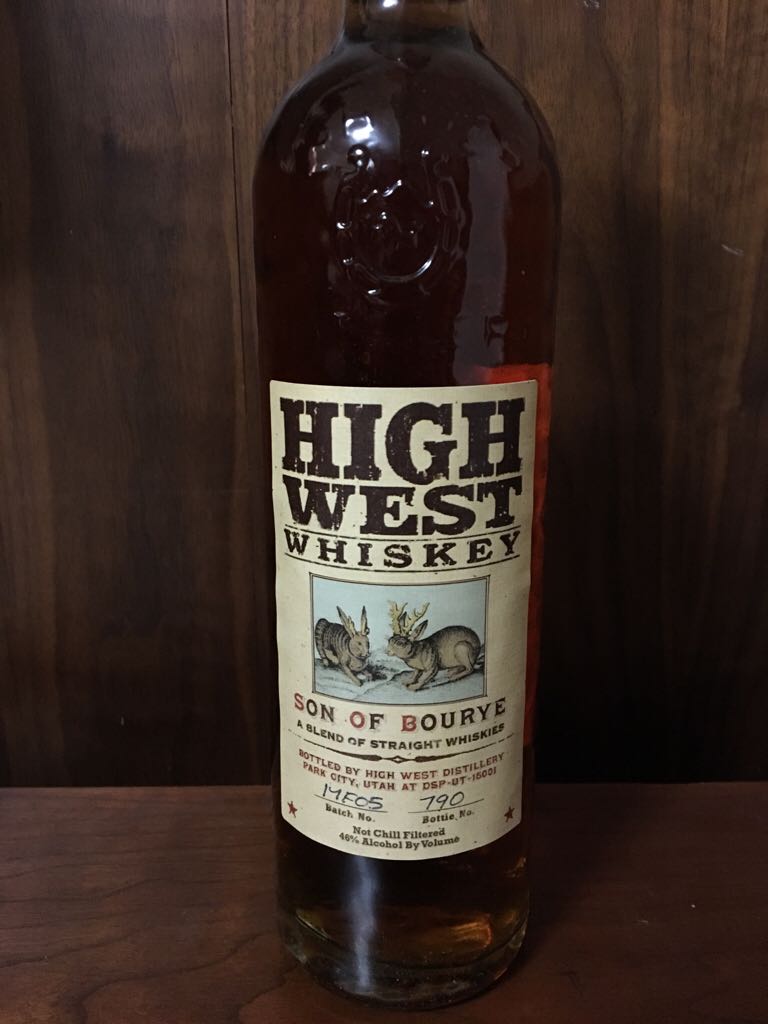 HIGH
WEST
WHISKEY
SON OF BOURYE
A BLEND OF STRAIGHT WHISKIES
BOTTLED BY HIGH WEST DISTILLERY
PARK CITY, UTAH AT DSP-UT-15001
14F05 790
Batch No. Bottle No.
Not Chill Filtered
46% Alcohol By Volume